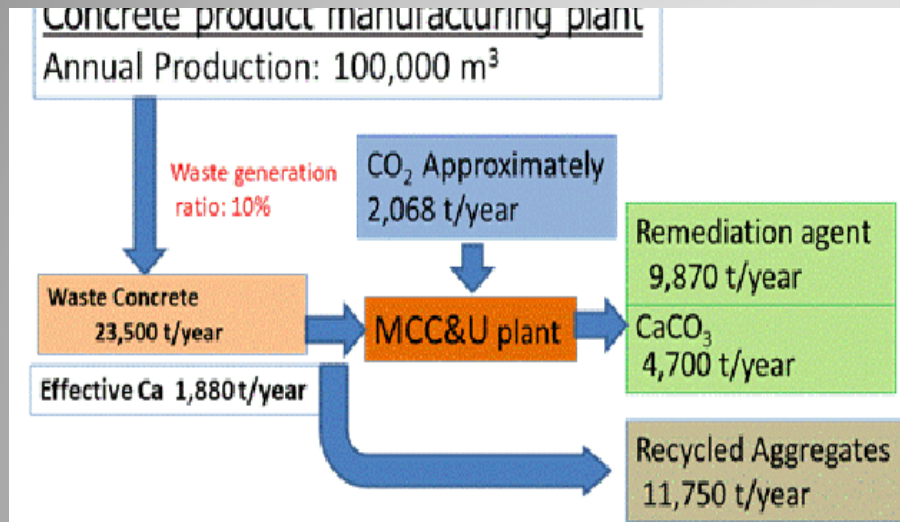 Concrete product manufacturing plant
Annual Production: 100,000 m³
Waste generation
ratio: 10%
CO₂ Approximately
2,068 t/year
Remediation agent
9,870 t/year
Waste Concrete
23,500 t/year
MCC&U plant
CaCO₃
4,700 t/year
Effective Ca 1,880 t/year
Recycled Aggregates
11,750 t/year